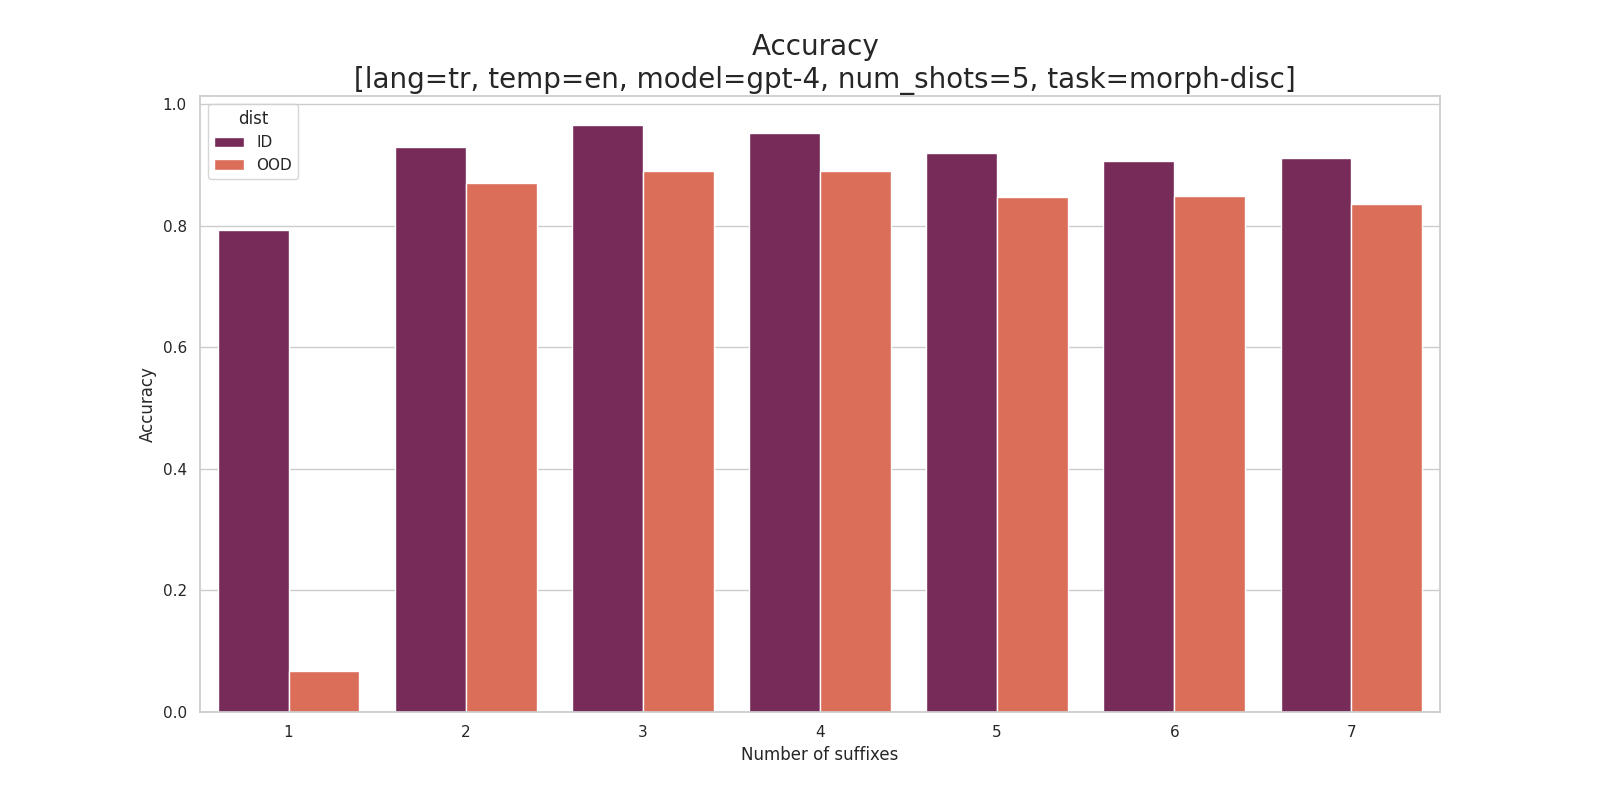 Accuracy
[lang=tr, temp=en, model=gpt-4, num_shots=5, task=morph-disc]
1.0
0.8
0.6
0.4
0.2
0.0
Accuracy
dist
ID
OOD
1 2 3 4 5 6 7
Number of suffixes